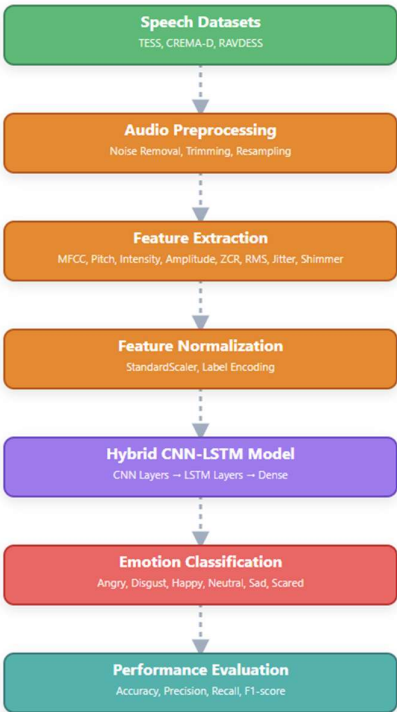 Speech Datasets
TESS, CREMA-D, RAVDESS
Audio Preprocessing
Noise Removal, Trimming, Resampling
Feature Extraction
MFCC, Pitch, Intensity, Amplitude, ZCR, RMS, Jitter, Shimmer
Feature Normalization
StandardScaler, Label Encoding
Hybrid CNN-LSTM Model
CNN Layers → LSTM Layers → Dense
Emotion Classification
Angry, Disgust, Happy, Neutral, Sad, Scared
Performance Evaluation
Accuracy, Precision, Recall, F1-score